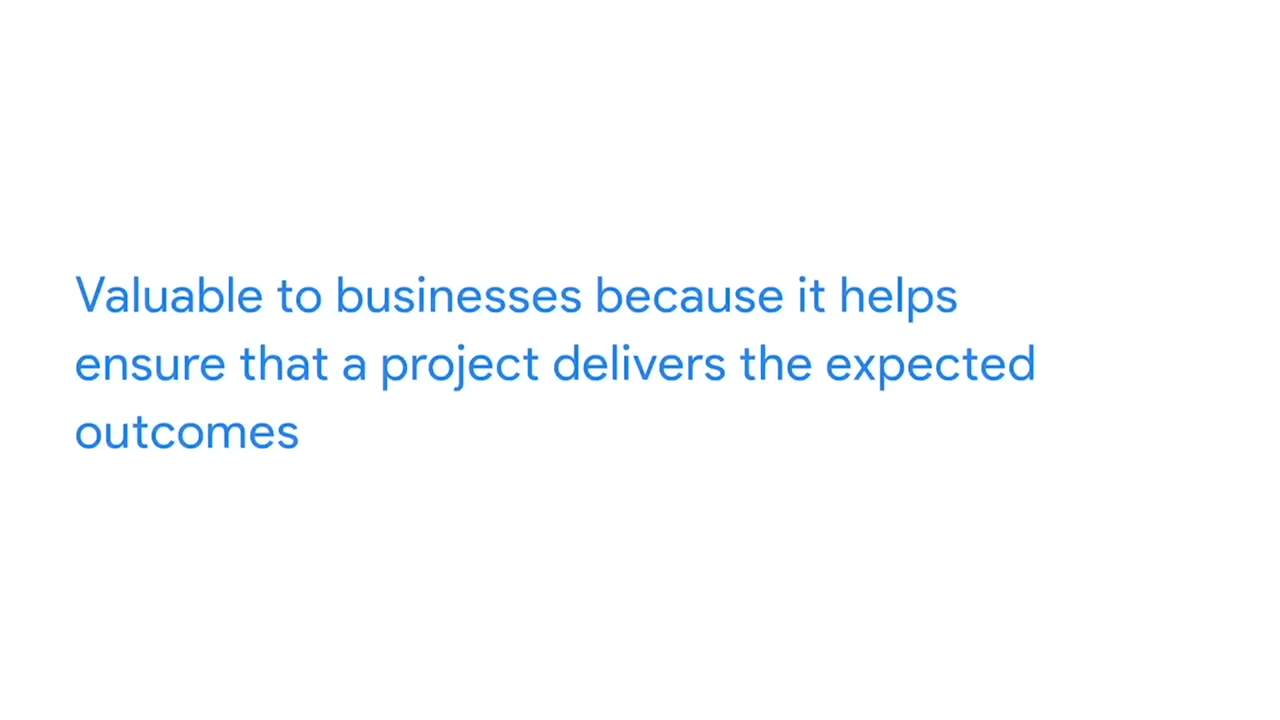 Valuable to businesses because it helps
ensure that a project delivers the expected
outcomes